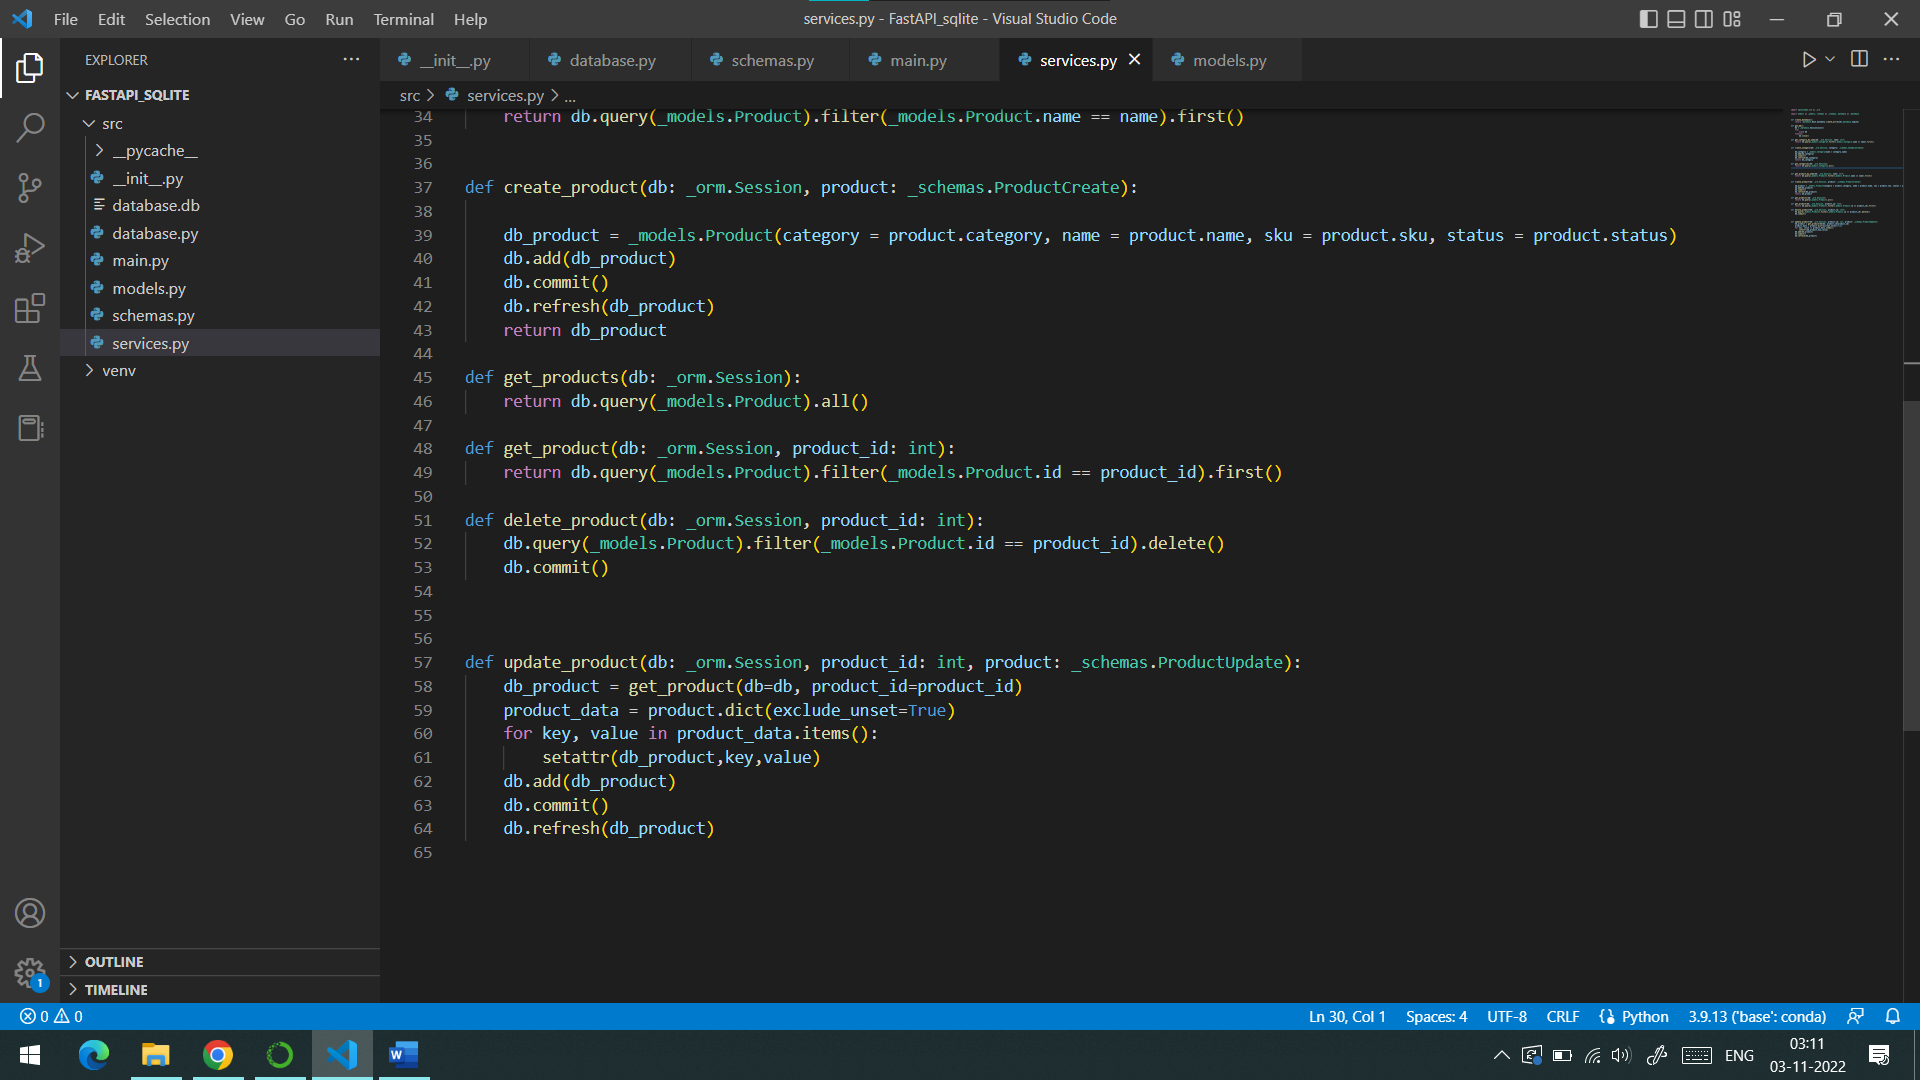 File Edit Selection View Go Run Terminal Help
services.py - FastAPI_sqlite - Visual Studio Code
EXPLORER
FASTAPI_SQLITE
src
__pycache__
__init__.py
database.db
database.py
main.py
models.py
schemas.py
services.py
venv
OUTLINE
TIMELINE
__init__.py database.py schemas.py main.py services.py models.py
src > services.py > ...
34 return db.query(_models.Product).filter(_models.Product.name == name).first()
35
36
37 def create_product(db: _orm.Session, product: _schemas.ProductCreate):
38
39 db_product = _models.Product(category = product.category, name = product.name, sku = product.sku, status = product.status)
40 db.add(db_product)
41 db.commit()
42 db.refresh(db_product)
43 return db_product
44
45 def get_products(db: _orm.Session):
46 return db.query(_models.Product).all()
47
48 def get_product(db: _orm.Session, product_id: int):
49 return db.query(_models.Product).filter(_models.Product.id == product_id).first()
50
51 def delete_product(db: _orm.Session, product_id: int):
52 db.query(_models.Product).filter(_models.Product.id == product_id).delete()
53 db.commit()
54
55
56
57 def update_product(db: _orm.Session, product_id: int, product: _schemas.ProductUpdate):
58 db_product = get_product(db=db, product_id=product_id)
59 product_data = product.dict(exclude_unset=True)
60 for key, value in product_data.items():
61 setattr(db_product,key,value)
62 db.add(db_product)
63 db.commit()
64 db.refresh(db_product)
65
1
0 0
Ln 30, Col 1 Spaces: 4 UTF-8 CRLF Python 3.9.13 ('base': conda)
ENG
03:11
03-11-2022